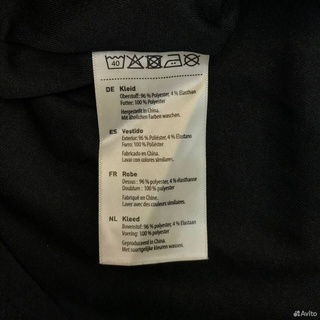 40
DE Kleid
Oberstoff: 96 % Polyester, 4 % Elasthan
Futter: 100 % Polyester
Hergestellt in China.
Mit ähnlichen Farben waschen.
ES Vestido
Exterior: 96 % Poliéster, 4 % Elastano
Forro: 100 % Poliéster
Fabricado en China.
Lavar con colores similares.
FR Robe
Dessus : 96 % polyester, 4 % élasthanne
Doublure : 100 % polyester
Fabriqué en Chine.
Laver avec des couleurs similaires.
NL Kleed
Bovenstof: 96 % polyester, 4 % Elastaan
Voering: 100 % polyester
Geproduceerd in China.
Met soortgelijke kleuren wassen.
Avito